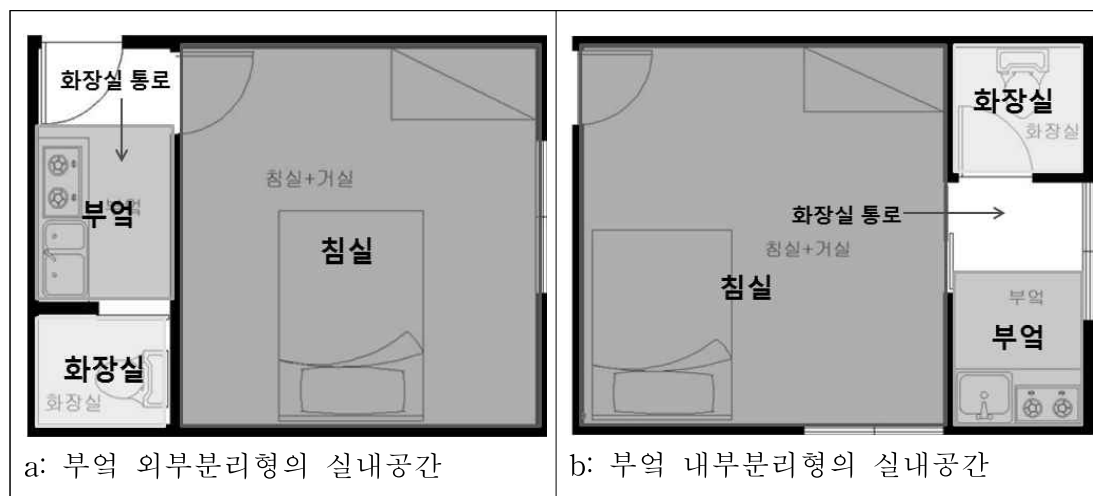 화장실 통로
침실+거실
부엌
부엌
침실
화장실
화장실
a: 부엌 외부분리형의 실내공간
화장실
화장실
화장실 통로
침실+거실
침실
부엌
부엌
b: 부엌 내부분리형의 실내공간